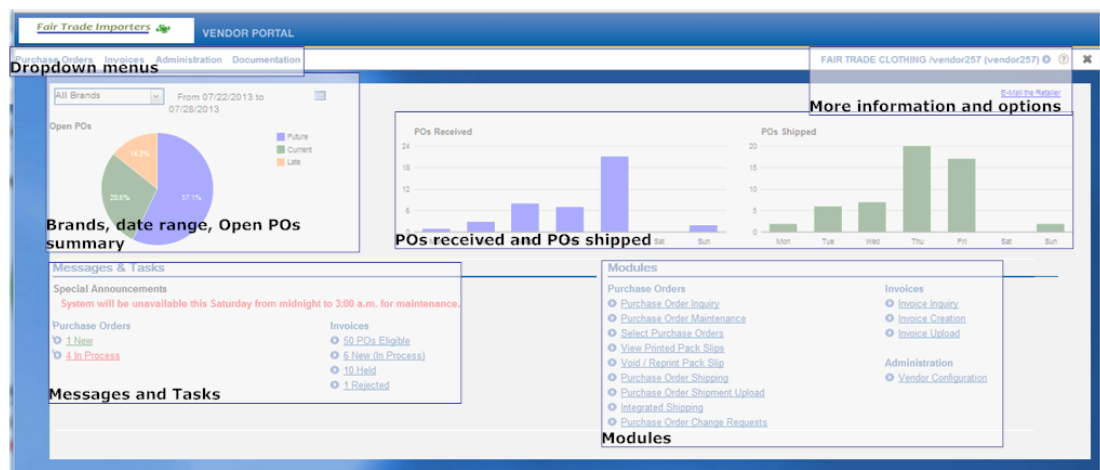 Fair Trade Importers
VENDOR PORTAL
Purchase Orders Invoices Administration Documentation
FAIR TRADE CLOTHING /vendor257 (vendor257)
Dropdown menus
E-Mail the Retailer
More information and options
All Brands
From 07/22/2013 to
07/28/2013
Open POs
Future
Current
Late
14.3%
28.6%
57.1%
Brands, date range, Open POs
summary
POs Received
24
18
12
6
0
Sat Sun
POs Shipped
20
15
10
5
0
Mon Tue Wed Thu Fri Sat Sun
POs received and POs shipped
Messages & Tasks
Special Announcements
System will be unavailable this Saturday from midnight to 3:00 a.m. for maintenance.
Purchase Orders
1 New
4 In Process
Invoices
50 POs Eligible
6 New (In Process)
10 Held
1 Rejected
Messages and Tasks
Modules
Purchase Orders
Purchase Order Inquiry
Purchase Order Maintenance
Select Purchase Orders
View Printed Pack Slips
Void / Reprint Pack Slip
Purchase Order Shipping
Purchase Order Shipment Upload
Integrated Shipping
Purchase Order Change Requests
Invoices
Invoice Inquiry
Invoice Creation
Invoice Upload
Administration
Vendor Configuration
Modules